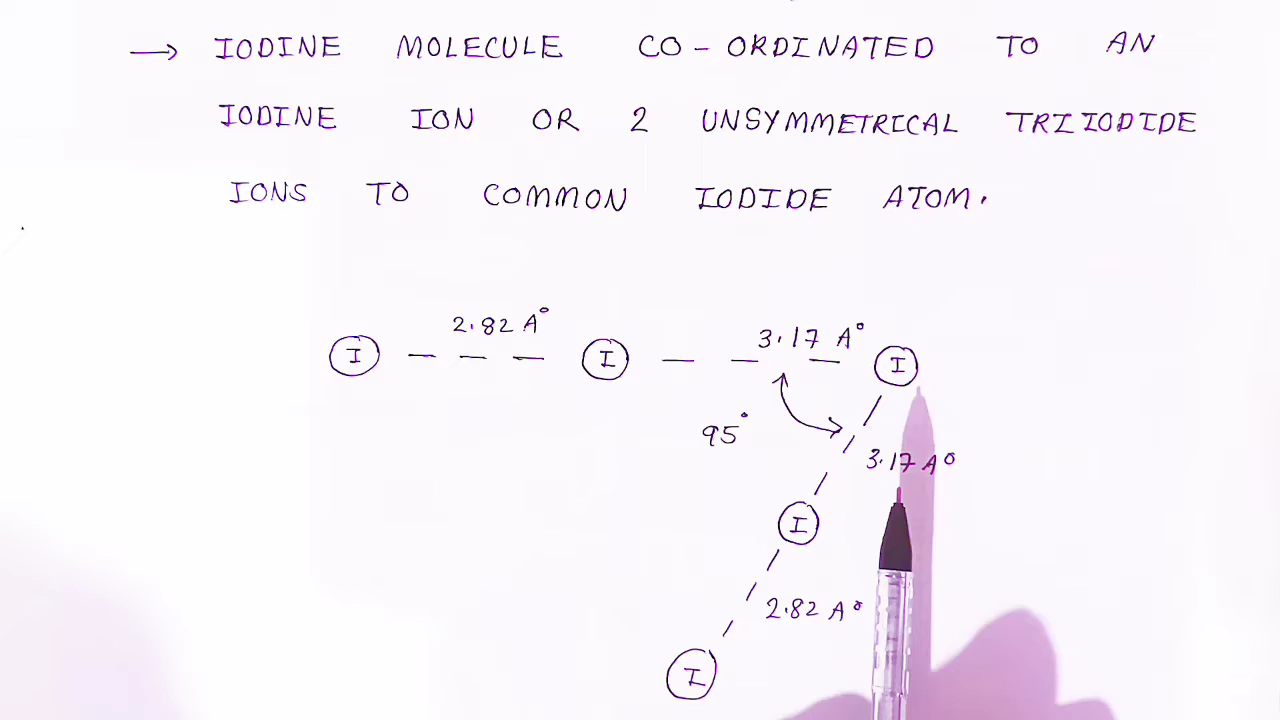 → IODINE MOLECULE CO-ORDINATED TO AN
IODINE ION OR 2 UNSYMMETRICAL TRIIODIDE
IONS TO COMMON IODIDE ATOM.
2.82 A°
3.17 A°
I
I
I
95°
3.17 A°
I
2.82 A°
I